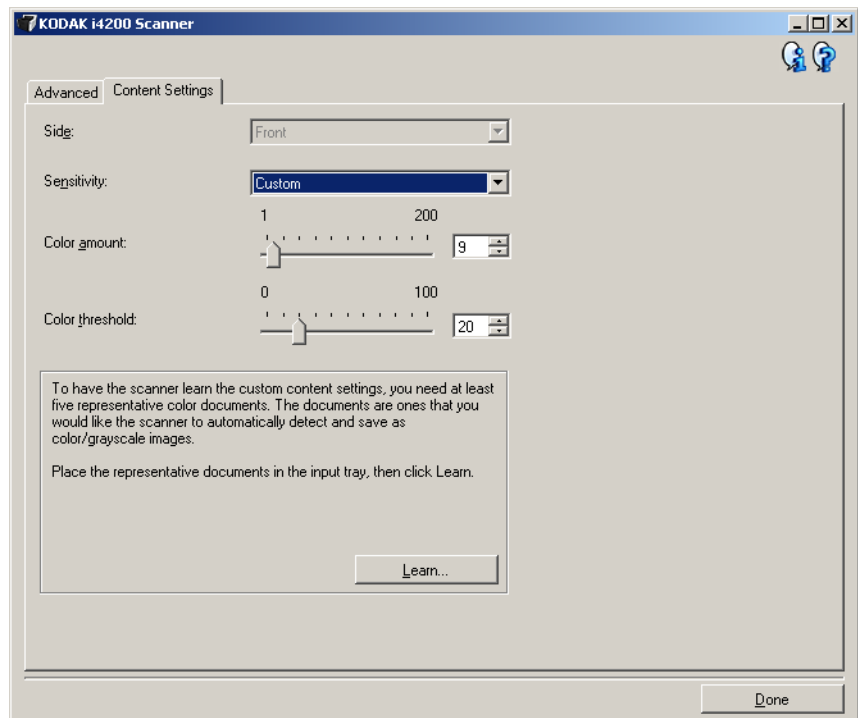 KODAK i4200 Scanner
Advanced
Content Settings
Side:
Front
Sensitivity:
Custom
1 200
Color amount:
9
0 100
Color threshold:
20
To have the scanner learn the custom content settings, you need at least
five representative color documents. The documents are ones that you
would like the scanner to automatically detect and save as
color/grayscale images.
Place the representative documents in the input tray, then click Learn.
Learn...
Done